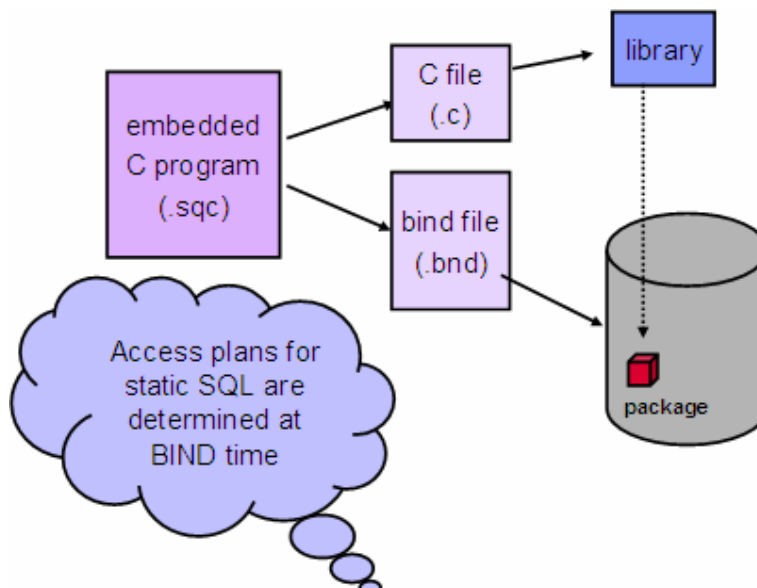 embedded
C program
(.sqc)
C file
(.c)
library
bind file
(.bnd)
package
Access plans for
static SQL are
determined at
BIND time